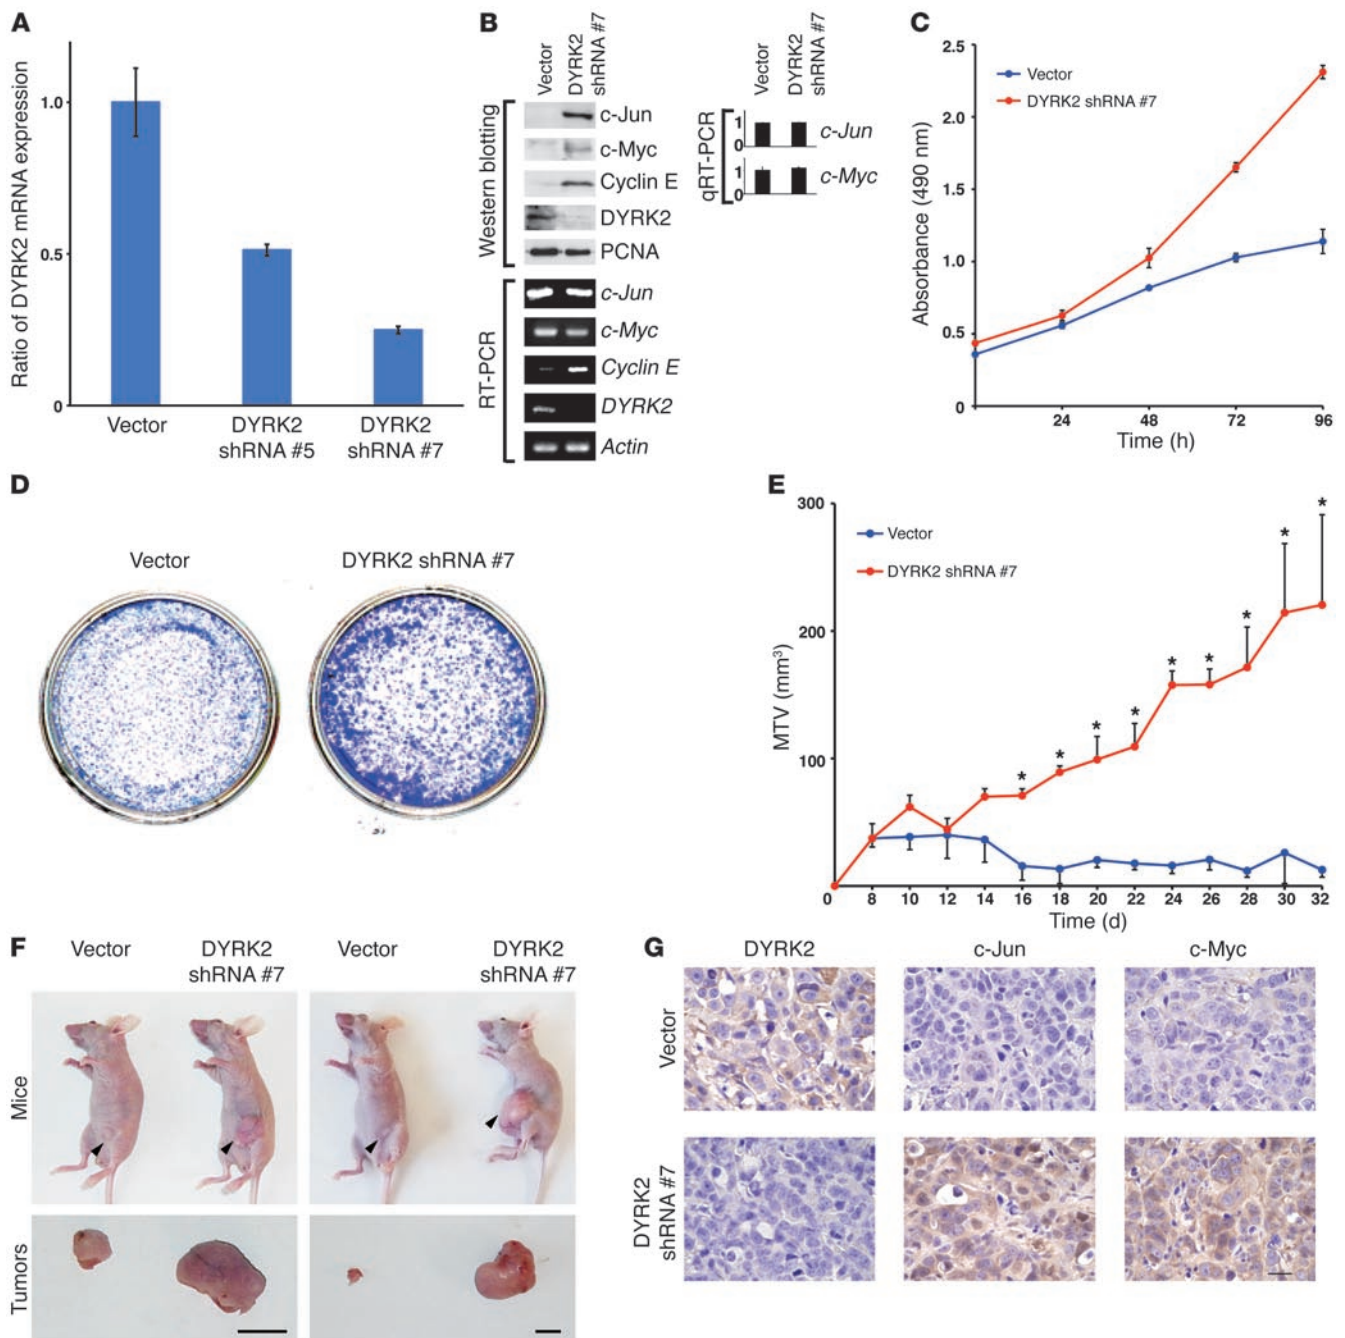 A
Ratio of DYRK2 mRNA expression
1.0
0.5
0
Vector
DYRK2
shRNA #5
DYRK2
shRNA #7
B
Vector
DYRK2
shRNA #7
Western blotting
c-Jun
c-Myc
Cyclin E
DYRK2
PCNA
RT-PCR
c-Jun
c-Myc
Cyclin E
DYRK2
Actin
Vector
DYRK2
shRNA #7
qRT-PCR
1
0
c-Jun
1
0
c-Myc
C
Absorbance (490 nm)
2.5
2.0
1.5
1.0
0.5
0
Vector
DYRK2 shRNA #7
24 48 72 96
Time (h)
D
Vector
DYRK2 shRNA #7
E
MTV (mm³)
300
200
100
0
Vector
DYRK2 shRNA #7
* * * * * * * * *
8 10 12 14 16 18 20 22 24 26 28 30 32
Time (d)
F
Vector
DYRK2
shRNA #7
Vector
DYRK2
shRNA #7
Mice
Tumors
G
DYRK2
c-Jun
c-Myc
Vector
DYRK2
shRNA #7